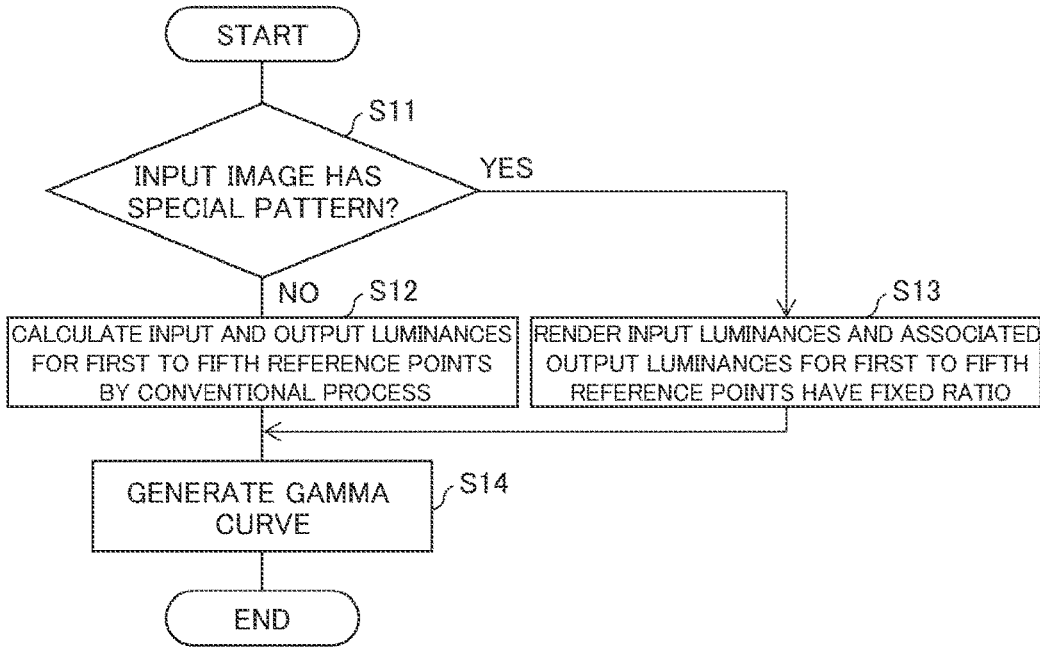 START
S11
INPUT IMAGE HAS
SPECIAL PATTERN?
YES
NO
S12
CALCULATE INPUT AND OUTPUT LUMINANCES
FOR FIRST TO FIFTH REFERENCE POINTS
BY CONVENTIONAL PROCESS
S13
RENDER INPUT LUMINANCES AND ASSOCIATED
OUTPUT LUMINANCES FOR FIRST TO FIFTH
REFERENCE POINTS HAVE FIXED RATIO
S14
GENERATE GAMMA
CURVE
END